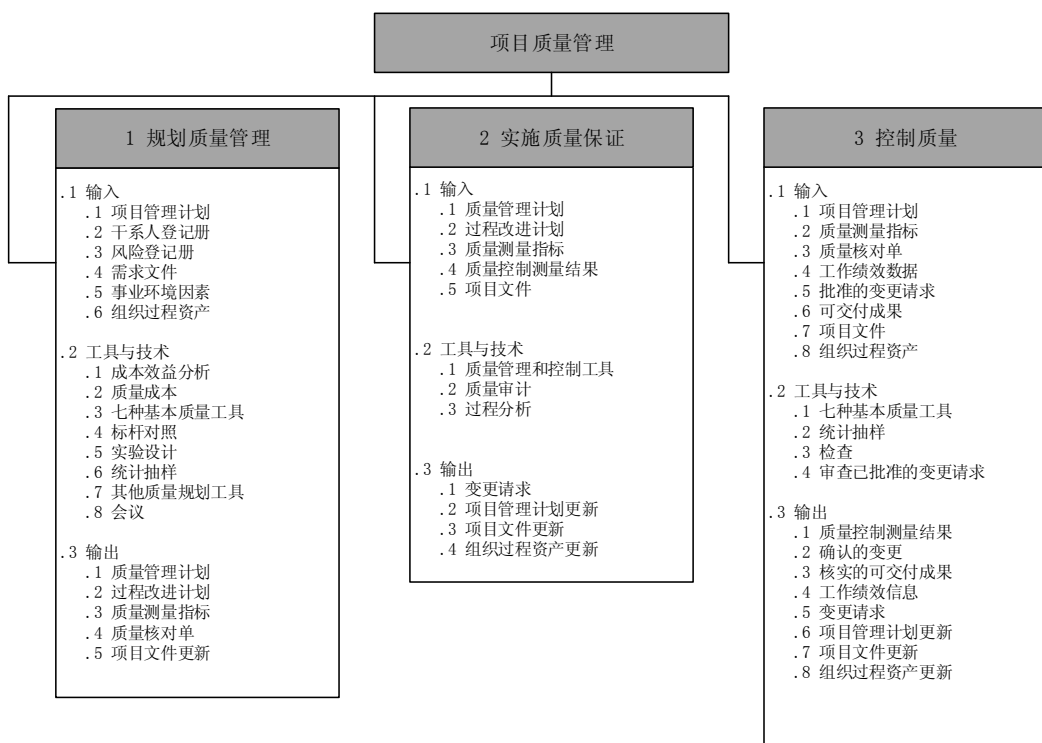 项目质量管理
1 规划质量管理
.1 输入
.1 项目管理计划
.2 干系人登记册
.3 风险登记册
.4 需求文件
.5 事业环境因素
.6 组织过程资产
.2 工具与技术
.1 成本效益分析
.2 质量成本
.3 七种基本质量工具
.4 标杆对照
.5 实验设计
.6 统计抽样
.7 其他质量规划工具
.8 会议
.3 输出
.1 质量管理计划
.2 过程改进计划
.3 质量测量指标
.4 质量核对单
.5 项目文件更新
2 实施质量保证
.1 输入
.1 质量管理计划
.2 过程改进计划
.3 质量测量指标
.4 质量控制测量结果
.5 项目文件
.2 工具与技术
.1 质量管理和控制工具
.2 质量审计
.3 过程分析
.3 输出
.1 变更请求
.2 项目管理计划更新
.3 项目文件更新
.4 组织过程资产更新
3 控制质量
.1 输入
.1 项目管理计划
.2 质量测量指标
.3 质量核对单
.4 工作绩效数据
.5 批准的变更请求
.6 可交付成果
.7 项目文件
.8 组织过程资产
.2 工具与技术
.1 七种基本质量工具
.2 统计抽样
.3 检查
.4 审查已批准的变更请求
.3 输出
.1 质量控制测量结果
.2 确认的变更
.3 核实的可交付成果
.4 工作绩效信息
.5 变更请求
.6 项目管理计划更新
.7 项目文件更新
.8 组织过程资产更新